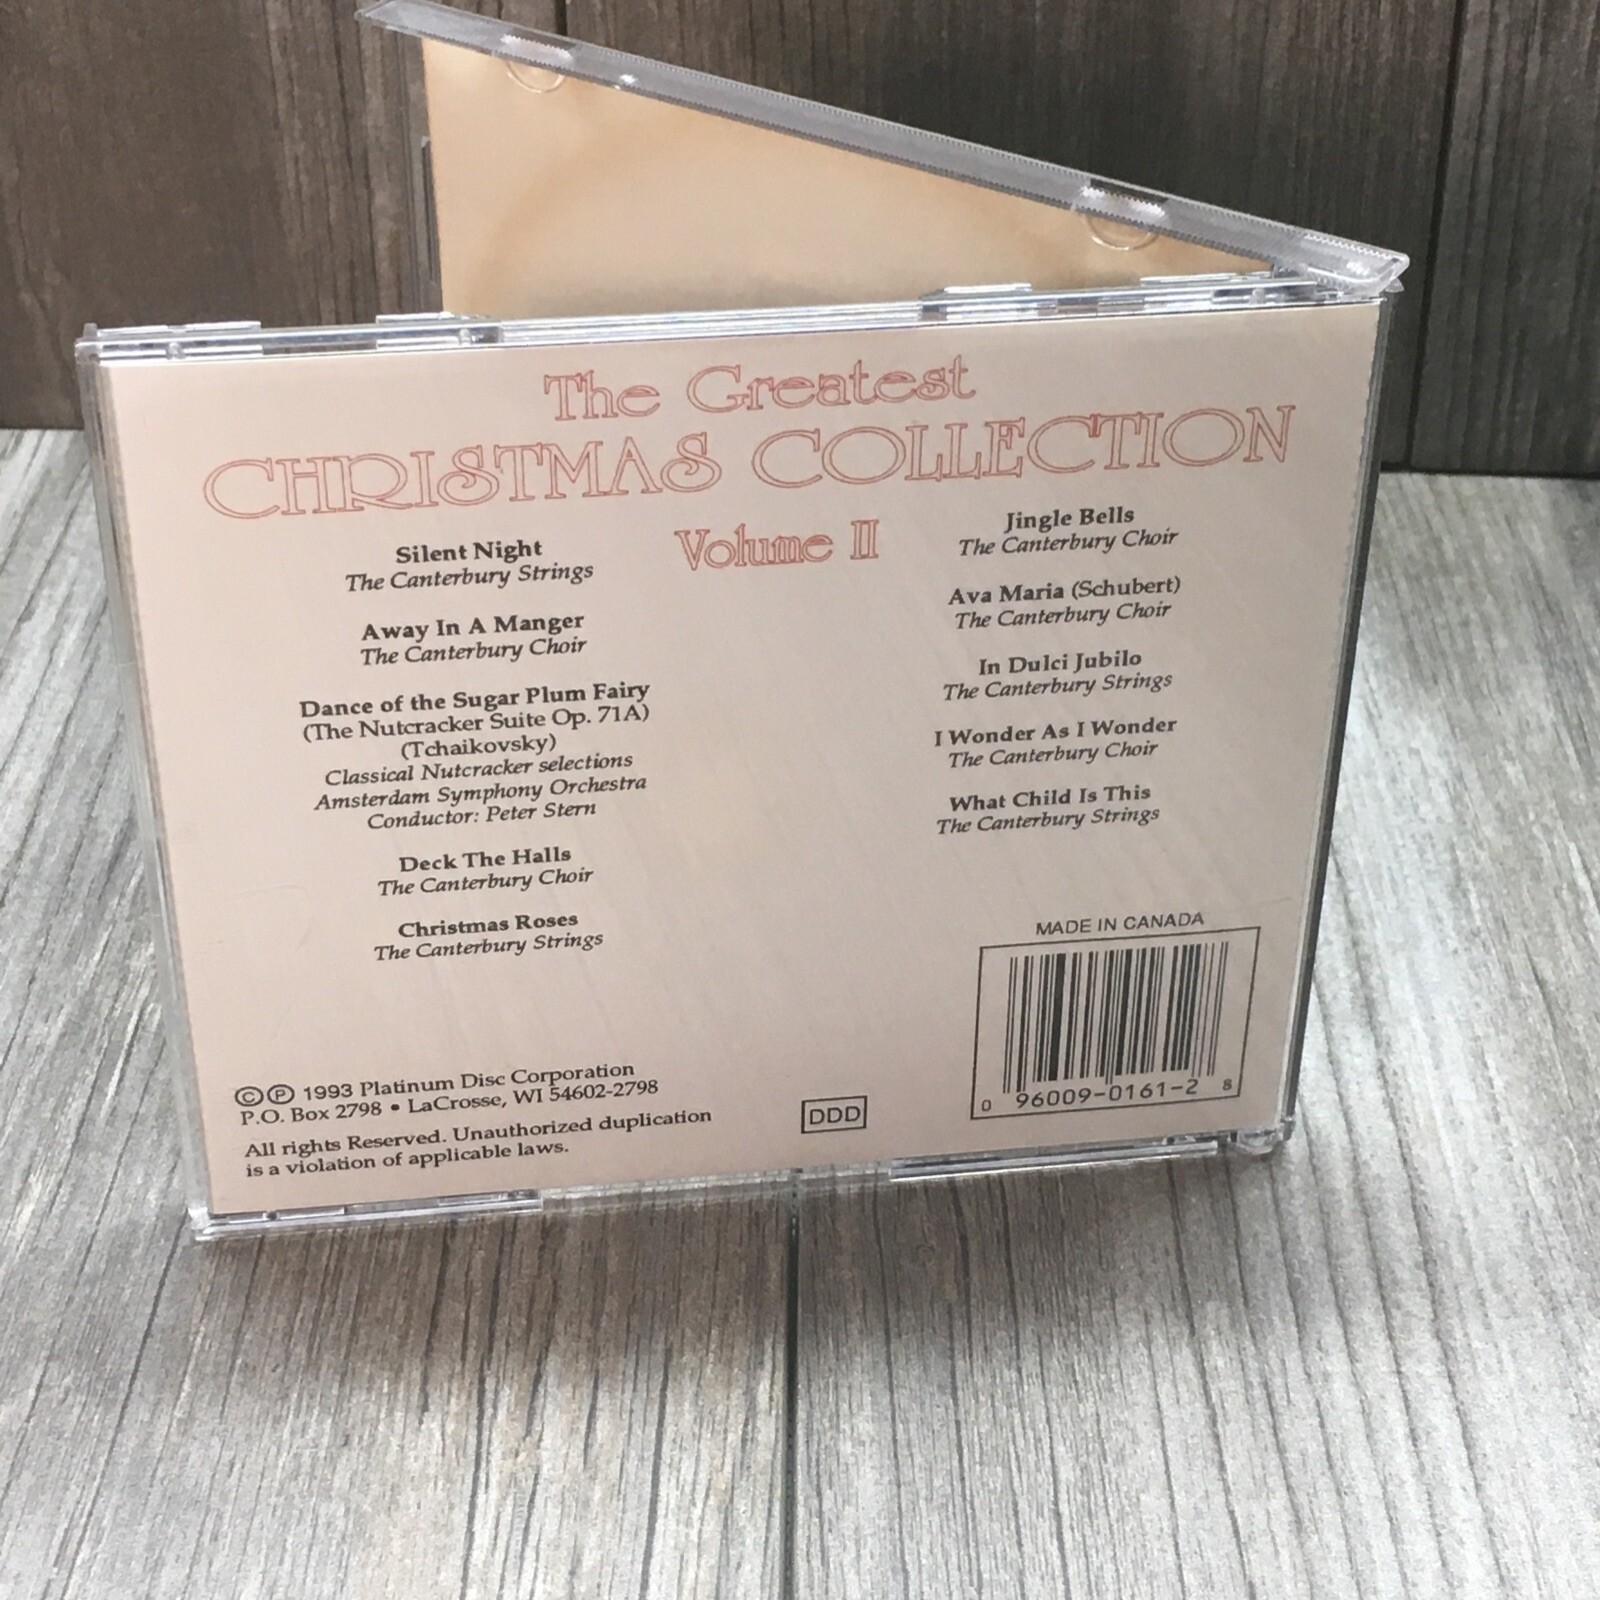 The Greatest
CHRISTMAS COLLECTION
Volume II
Silent Night
The Canterbury Strings
Away In A Manger
The Canterbury Choir
Dance of the Sugar Plum Fairy
(The Nutcracker Suite Op. 71A)
(Tchaikovsky)
Classical Nutcracker selections
Amsterdam Symphony Orchestra
Conductor: Peter Stern
Deck The Halls
The Canterbury Choir
Christmas Roses
The Canterbury Strings
Jingle Bells
The Canterbury Choir
Ava Maria (Schubert)
The Canterbury Choir
In Dulci Jubilo
The Canterbury Strings
I Wonder As I Wonder
The Canterbury Choir
What Child Is This
The Canterbury Strings
MADE IN CANADA
0 96009-0161-2 8
©℗ 1993 Platinum Disc Corporation
P.O. Box 2798 • LaCrosse, WI 54602-2798
All rights Reserved. Unauthorized duplication
is a violation of applicable laws.
DDD